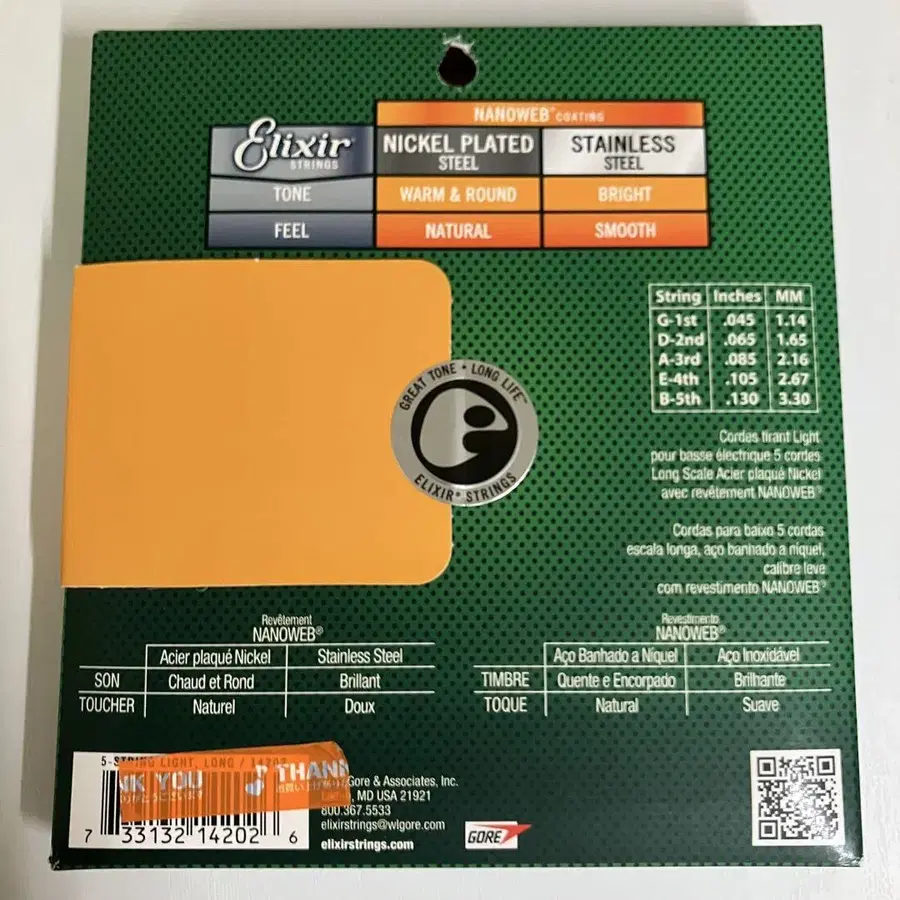 NANOWEB™ COATING
Elixir®
STRINGS
NICKEL PLATED
STEEL
STAINLESS
STEEL
TONE WARM & ROUND BRIGHT
FEEL NATURAL SMOOTH
String Inches MM
G-1st .045 1.14
D-2nd .065 1.65
A-3rd .085 2.16
E-4th .105 2.67
B-5th .130 3.30
GREAT TONE • LONG LIFE™
ELIXIR® STRINGS
Cordes tirant Light
pour basse électrique 5 cordes
Long Scale Acier plaqué Nickel
avec revêtement NANOWEB®
Cordas para baixo 5 cordas
escala longa, aço banhado a níquel,
calibre leve
com revestimento NANOWEB®
Revêtement
NANOWEB®
Acier plaqué Nickel Stainless Steel
SON Chaud et Rond Brillant
TOUCHER Naturel Doux
Revestimento
NANOWEB®
Aço Banhado a Níquel Aço Inoxidável
TIMBRE Quente e Encorpado Brilhante
TOQUE Natural Suave
5-STRING LIGHT, LONG / 14202
NK YOU
THAN
7 33132 14202 6
Gore & Associates, Inc.
, MD USA 21921
800.367.5533
elixirstrings@wlgore.com
elixirstrings.com
GORE